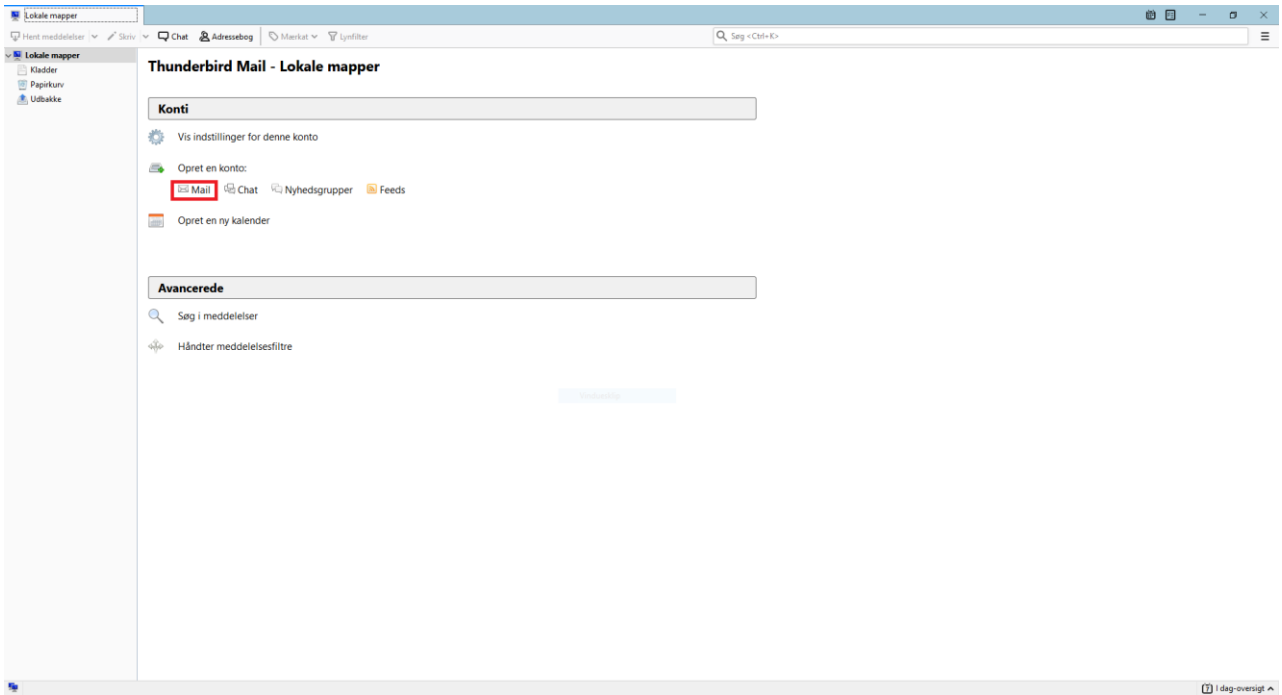 Lokale mapper
Hent meddelelser Skriv Chat Adressebog Mærkat Lynfilter Søg <Ctrl+K>
Lokale mapper
Kladder
Papirkurv
Udbakke
Thunderbird Mail - Lokale mapper
Konti
Vis indstillinger for denne konto
Opret en konto:
Mail Chat Nyhedsgrupper Feeds
Opret en ny kalender
Avancerede
Søg i meddelelser
Håndter meddelelsesfiltre
I dag-oversigt